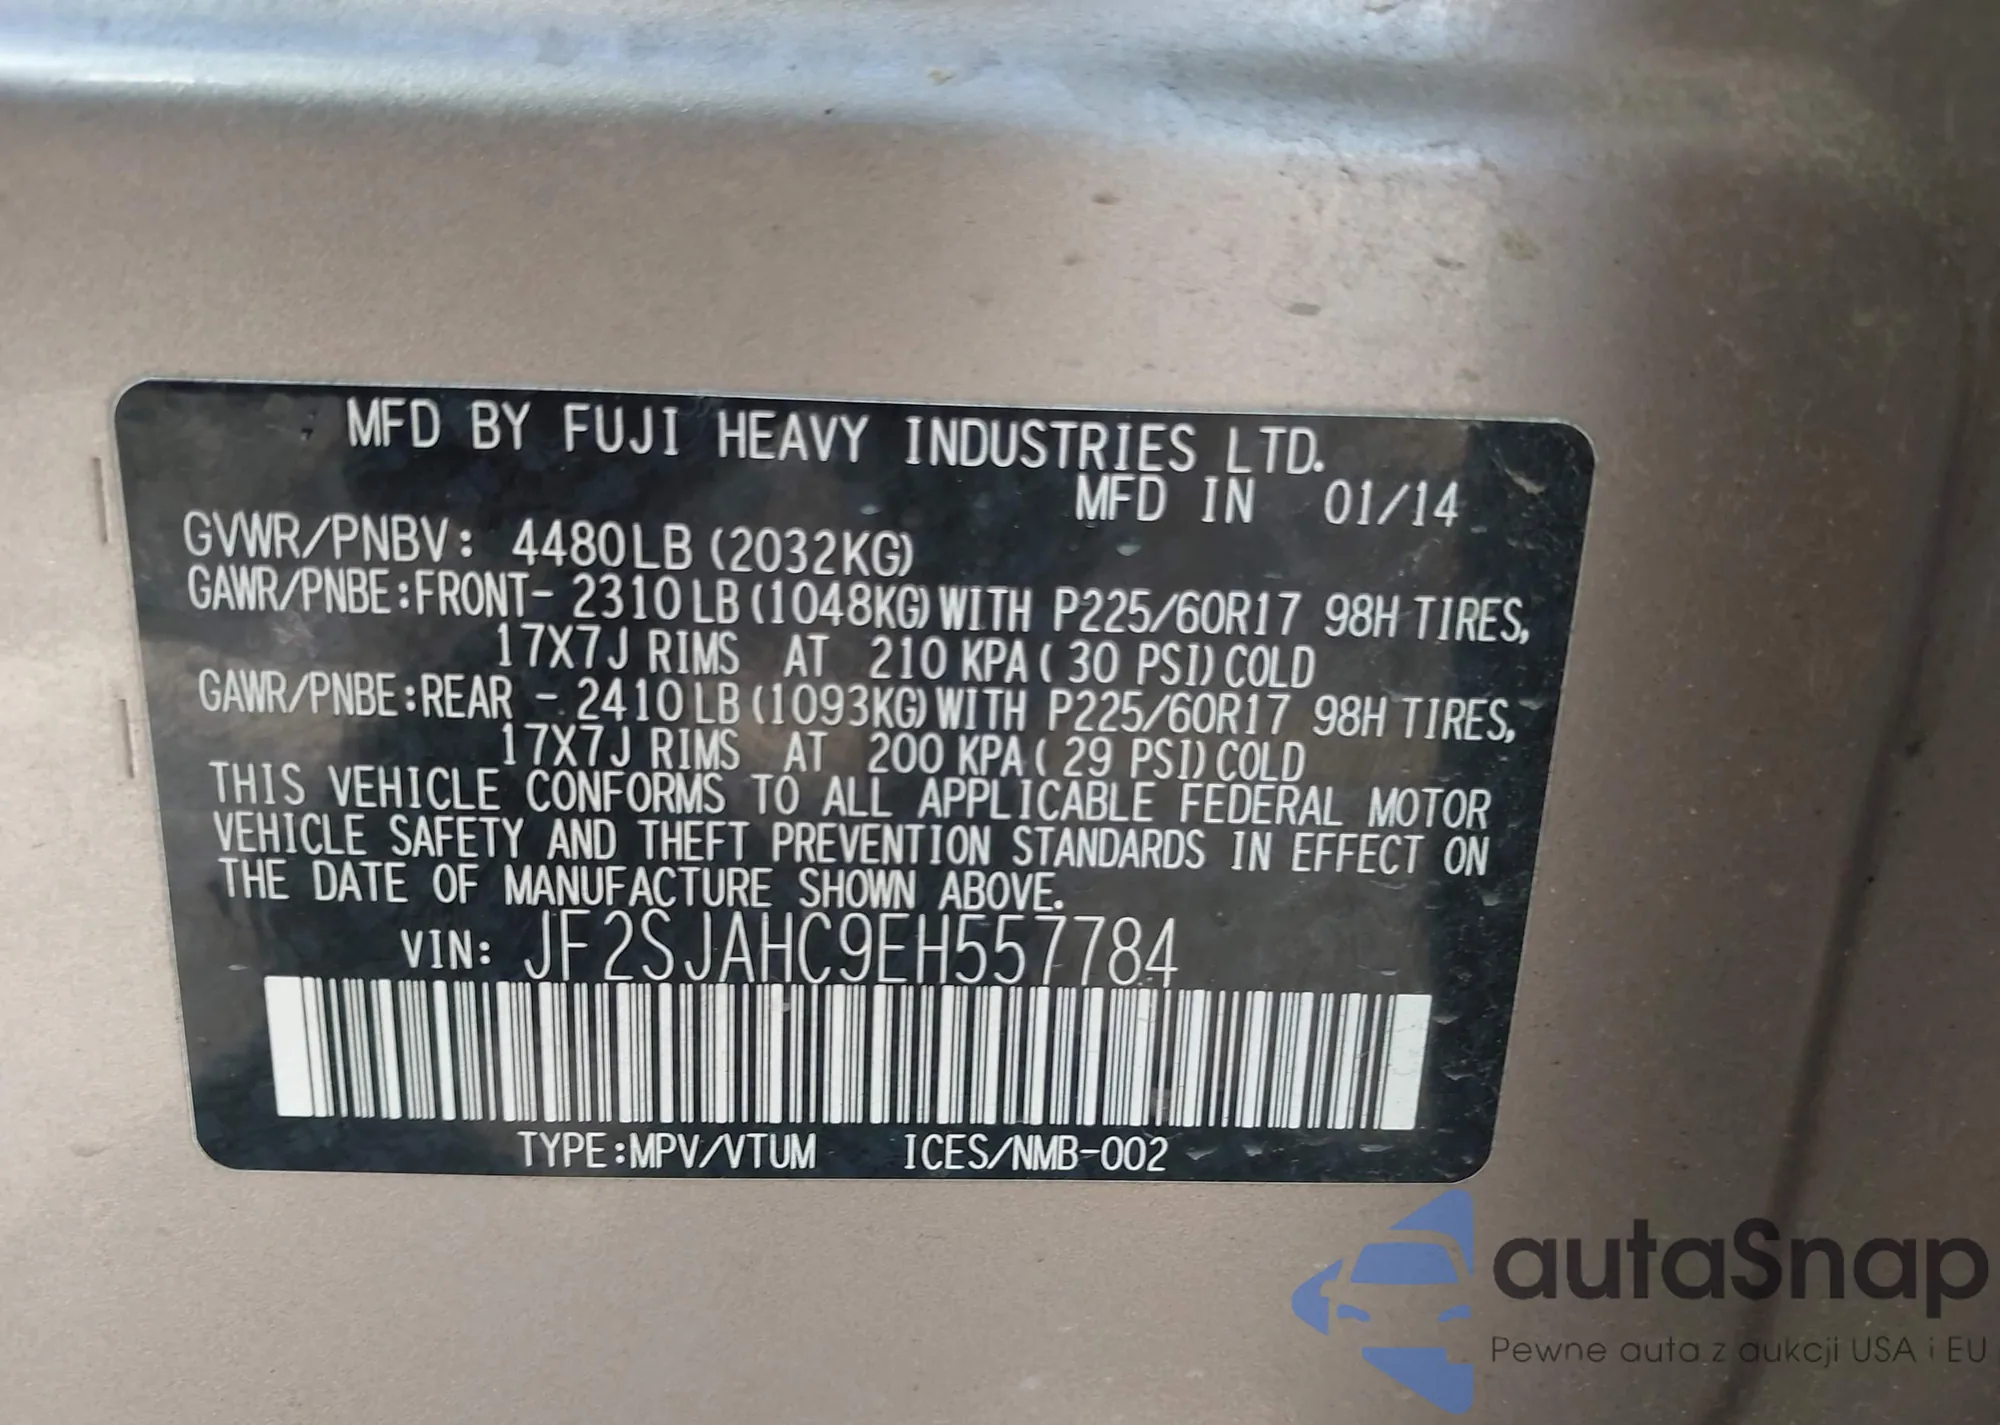 MFD BY FUJI HEAVY INDUSTRIES LTD.
MFD IN 01/14
GVWR/PNBV: 4480LB (2032KG)
GAWR/PNBE:FRONT- 2310LB (1048KG) WITH P225/60R17 98H TIRES,
17X7J RIMS AT 210 KPA ( 30 PSI) COLD
GAWR/PNBE:REAR - 2410LB (1093KG) WITH P225/60R17 98H TIRES,
17X7J RIMS AT 200 KPA ( 29 PSI) COLD
THIS VEHICLE CONFORMS TO ALL APPLICABLE FEDERAL MOTOR
VEHICLE SAFETY AND THEFT PREVENTION STANDARDS IN EFFECT ON
THE DATE OF MANUFACTURE SHOWN ABOVE.
VIN: JF2SJAHC9EH557784
TYPE:MPV/VTUM ICES/NMB-002
autaSnap
Pewne auta z aukcji USA i EU